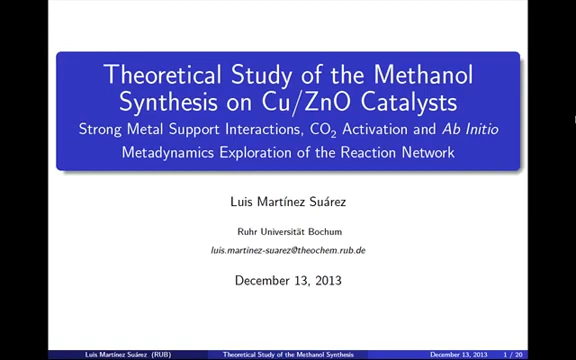 Theoretical Study of the Methanol
Synthesis on Cu/ZnO Catalysts
Strong Metal Support Interactions, CO₂ Activation and Ab Initio
Metadynamics Exploration of the Reaction Network
Luis Martínez Suárez
Ruhr Universität Bochum
luis.martinez-suarez@theochem.rub.de
December 13, 2013
Luis Martínez Suárez (RUB) Theoretical Study of the Methanol Synthesis December 13, 2013 1 / 20